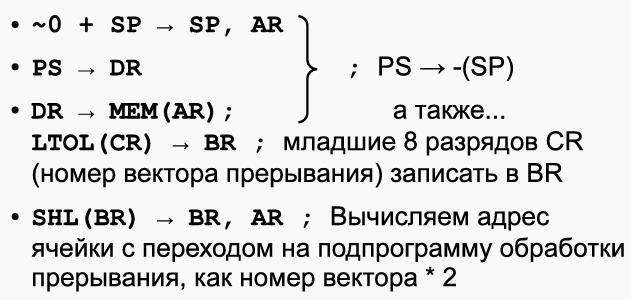 • ~0 + SP → SP, AR
• PS → DR ; PS → -(SP)
• DR → MEM(AR); а также...
LTOL(CR) → BR ; младшие 8 разрядов CR
(номер вектора прерывания) записать в BR
• SHL(BR) → BR, AR ; Вычисляем адрес
ячейки с переходом на подпрограмму обработки
прерывания, как номер вектора * 2